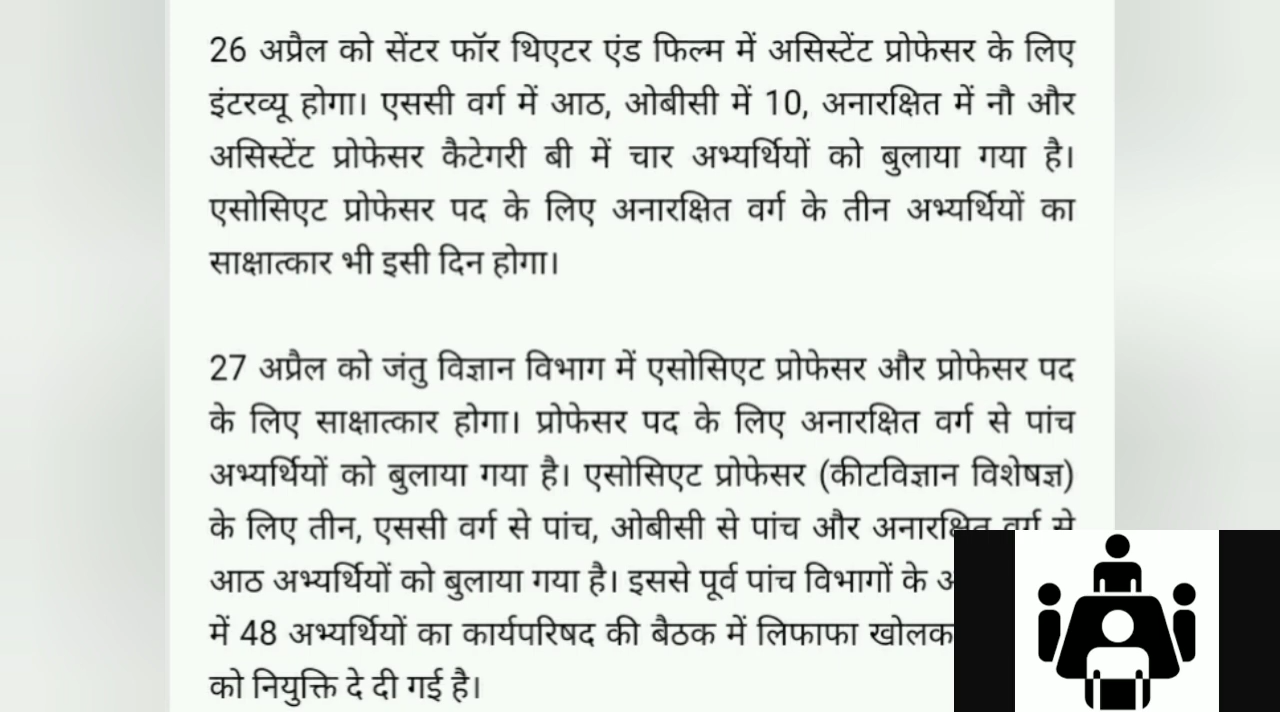 26 अप्रैल को सेंटर फॉर थिएटर एंड फिल्म में असिस्टेंट प्रोफेसर के लिए
इंटरव्यू होगा। एससी वर्ग में आठ, ओबीसी में 10, अनारक्षित में नौ और
असिस्टेंट प्रोफेसर कैटेगरी बी में चार अभ्यर्थियों को बुलाया गया है।
एसोसिएट प्रोफेसर पद के लिए अनारक्षित वर्ग के तीन अभ्यर्थियों का
साक्षात्कार भी इसी दिन होगा।
27 अप्रैल को जंतु विज्ञान विभाग में एसोसिएट प्रोफेसर और प्रोफेसर पद
के लिए साक्षात्कार होगा। प्रोफेसर पद के लिए अनारक्षित वर्ग से पांच
अभ्यर्थियों को बुलाया गया है। एसोसिएट प्रोफेसर (कीटविज्ञान विशेषज्ञ)
के लिए तीन, एससी वर्ग से पांच, ओबीसी से पांच और अनारक्षित वर्ग से
आठ अभ्यर्थियों को बुलाया गया है। इससे पूर्व पांच विभागों के
में 48 अभ्यर्थियों का कार्यपरिषद की बैठक में लिफाफा
को नियुक्ति दे दी गई है।